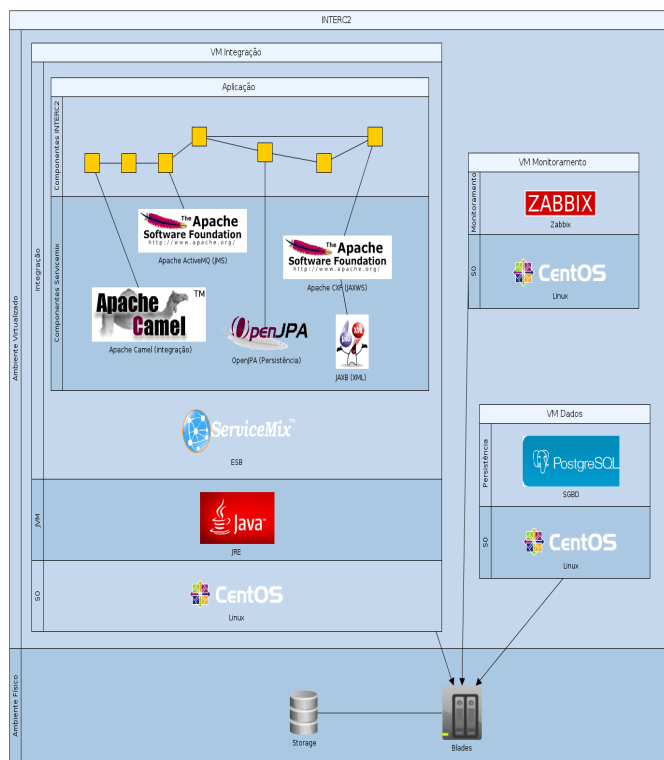 INTERC2
Ambiente Virtualizado
VM Integração
Integração
Aplicação
Componentes INTERC2
Componentes Servicemix
The Apache
Software Foundation
http://www.apache.org/
Apache ActiveMQ (JMS)
The Apache
Software Foundation
http://www.apache.org/
Apache CXF (JAXWS)
Apache
Camel
TM
Apache Camel (Integração)
OpenJPA
OpenJPA (Persistência)
JAXB (XML)
ServiceMix™
ESB
JVM
Java™
JRE
SO
CentOS
Linux
VM Monitoramento
Monitoramento
ZABBIX
Zabbix
SO
CentOS
Linux
VM Dados
Persistência
PostgreSQL
SGBD
SO
CentOS
Linux
Ambiente Físico
Storage
Blades